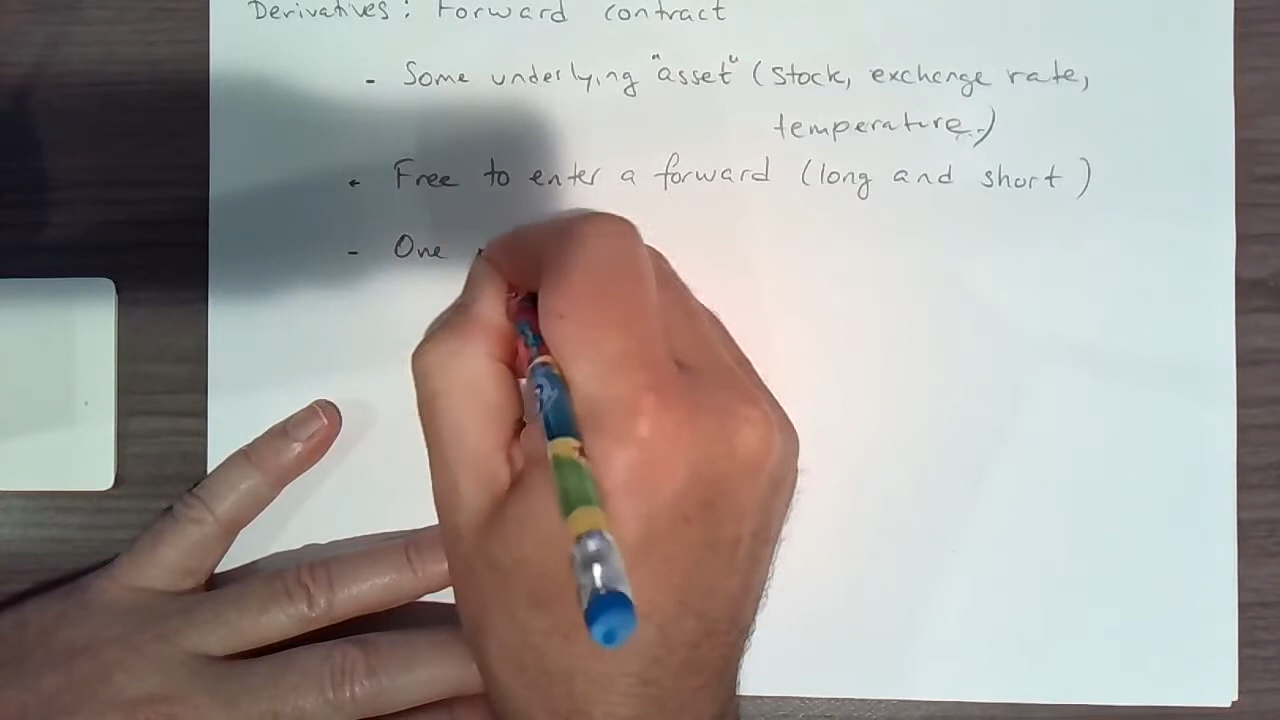 Derivatives: Forward contract
- Some underlying "asset" (stock, exchange rate,
temperature..)
- Free to enter a forward (long and short)
- One